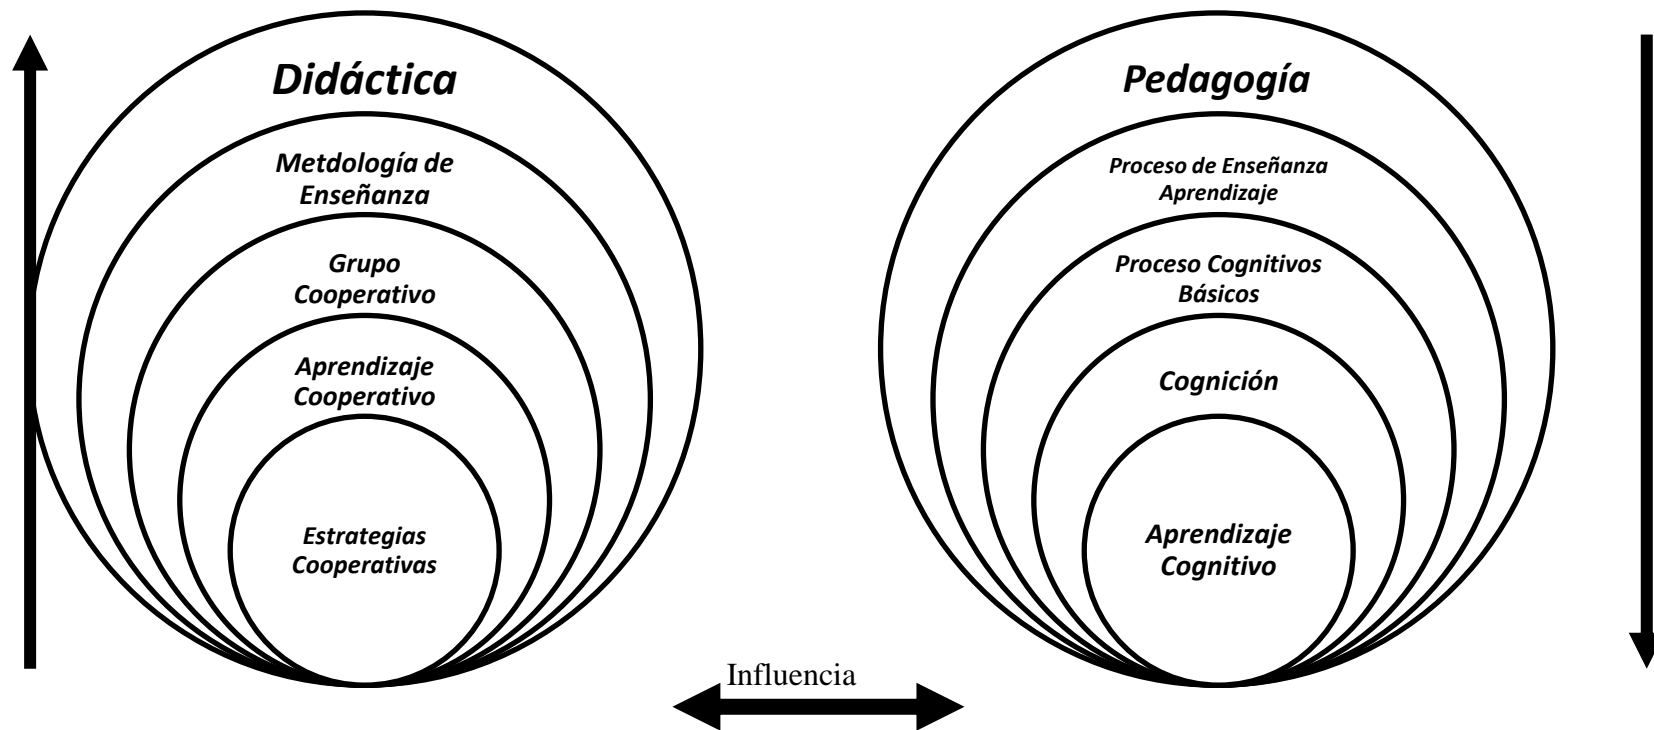 Didáctica
Metdología de
Enseñanza
Grupo
Cooperativo
Aprendizaje
Cooperativo
Estrategias
Cooperativas
Pedagogía
Proceso de Enseñanza
Aprendizaje
Proceso Cognitivos
Básicos
Cognición
Aprendizaje
Cognitivo
Influencia